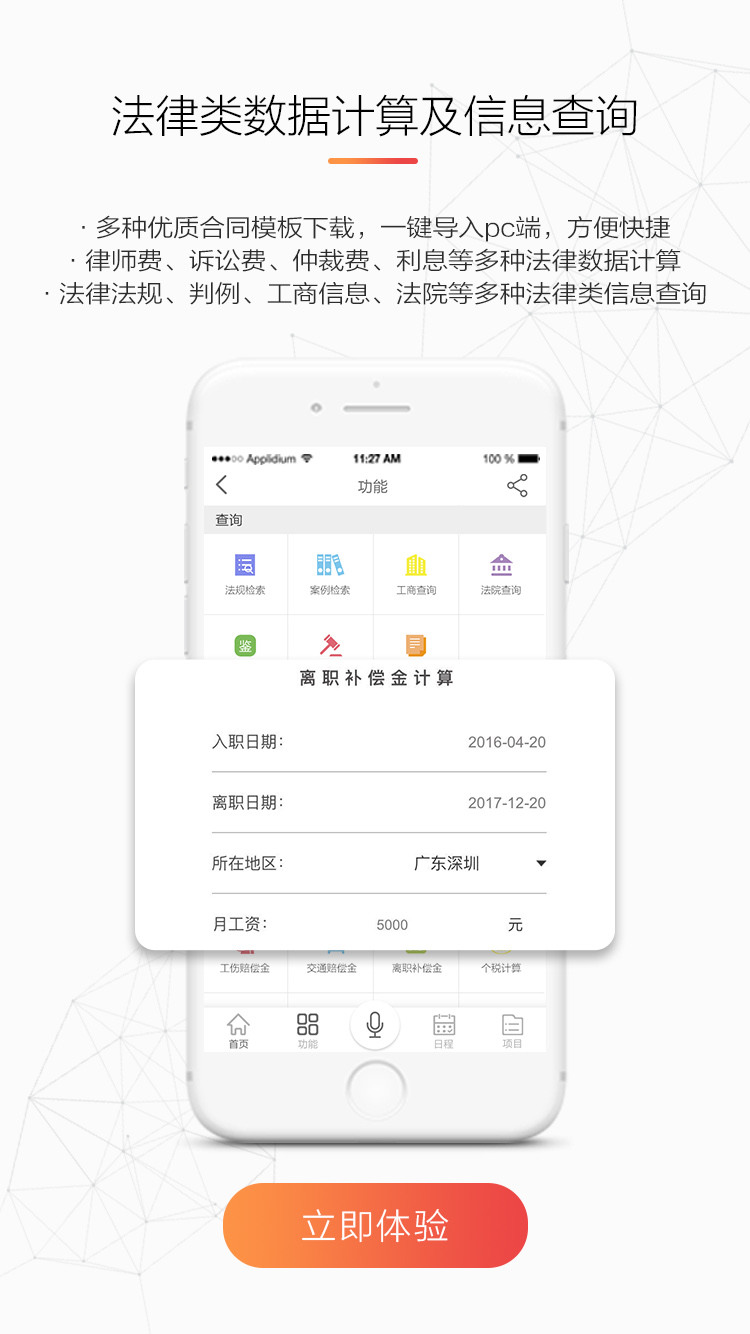 法律类数据计算及信息查询
· 多种优质合同模板下载，一键导入pc端，方便快捷
· 律师费、诉讼费、仲裁费、利息等多种法律数据计算
· 法律法规、判例、工商信息、法院等多种法律类信息查询
Applidium 11:27 AM 100 %
功能
查询
法规检索 案例检索 工商查询 法院查询
鉴
离职补偿金计算
入职日期： 2016-04-20
离职日期： 2017-12-20
所在地区： 广东深圳
月工资： 5000 元
工伤赔偿金 交通赔偿金 离职补偿金 个税计算
首页 功能 日程 项目
立即体验